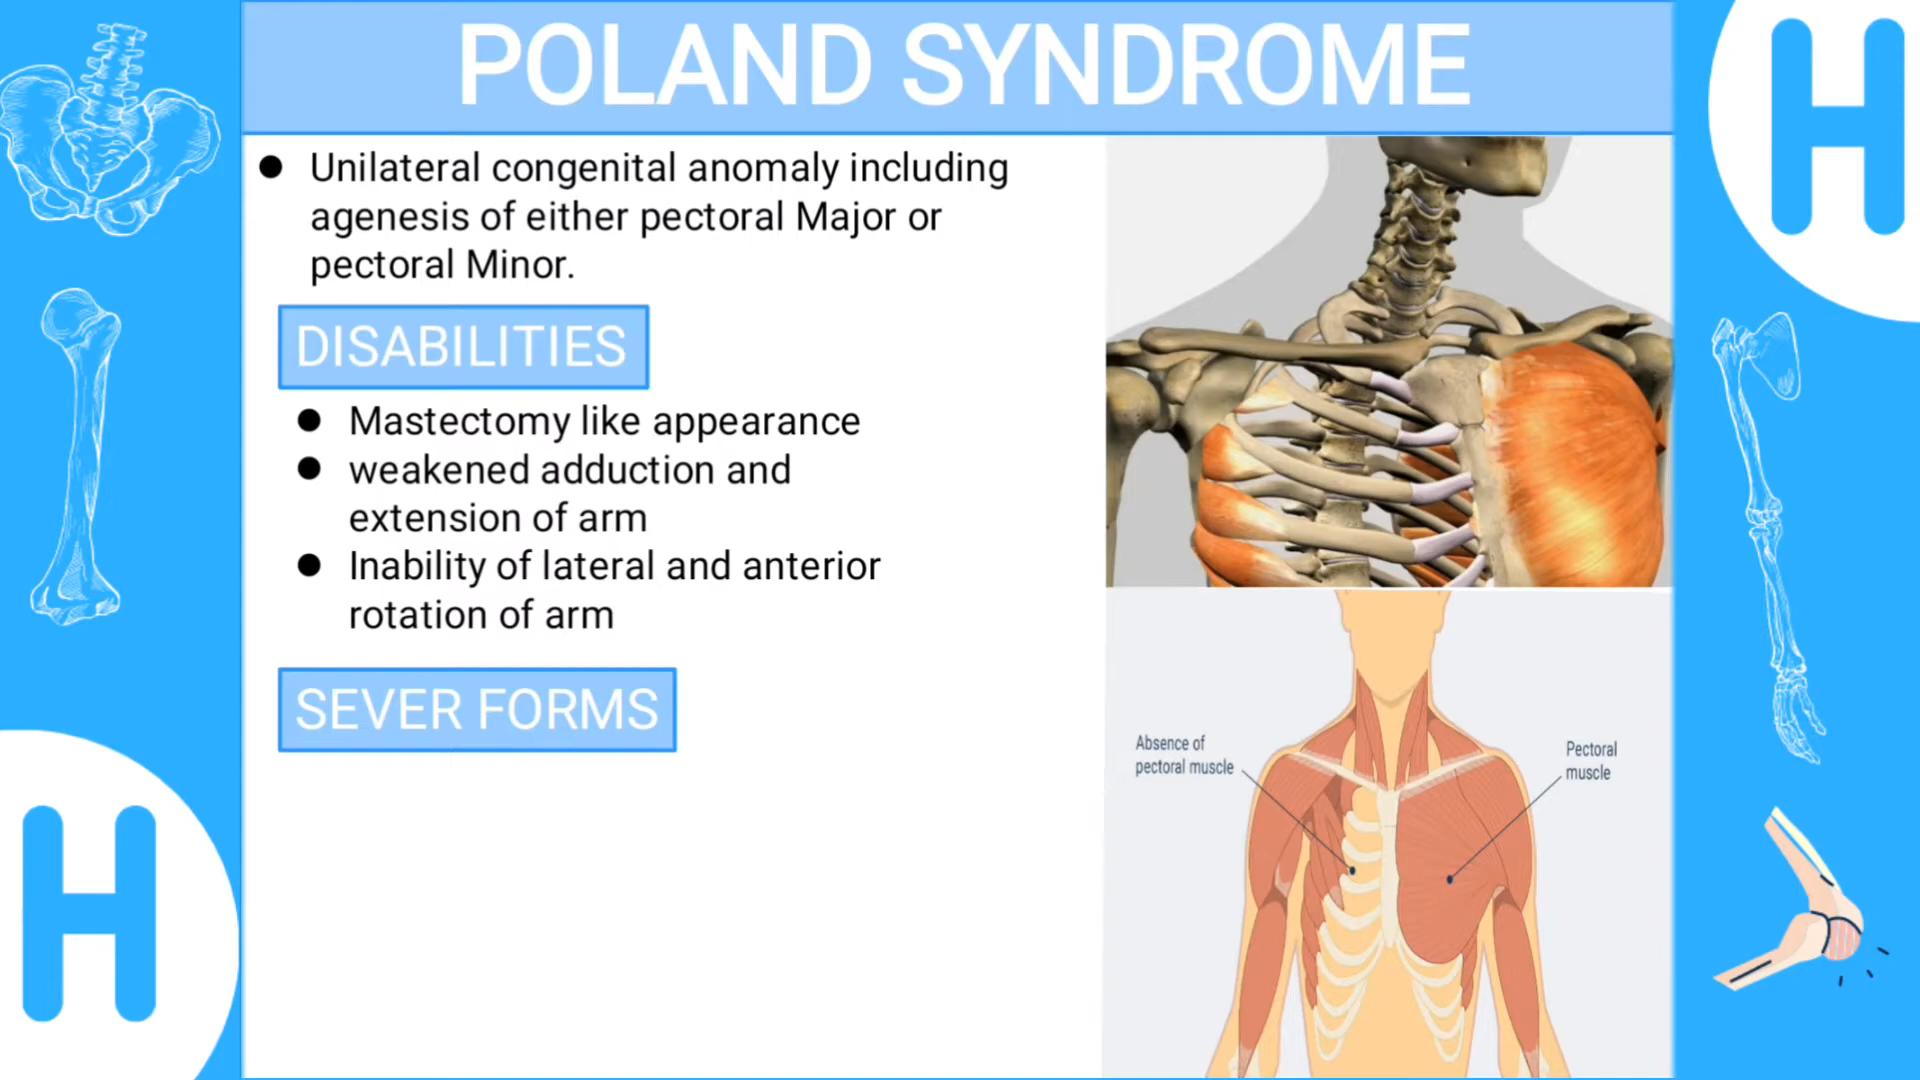 POLAND SYNDROME
H
● Unilateral congenital anomaly including
agenesis of either pectoral Major or
pectoral Minor.
DISABILITIES
● Mastectomy like appearance
● weakened adduction and
extension of arm
● Inability of lateral and anterior
rotation of arm
SEVER FORMS
Absence of
pectoral muscle
Pectoral
muscle
H